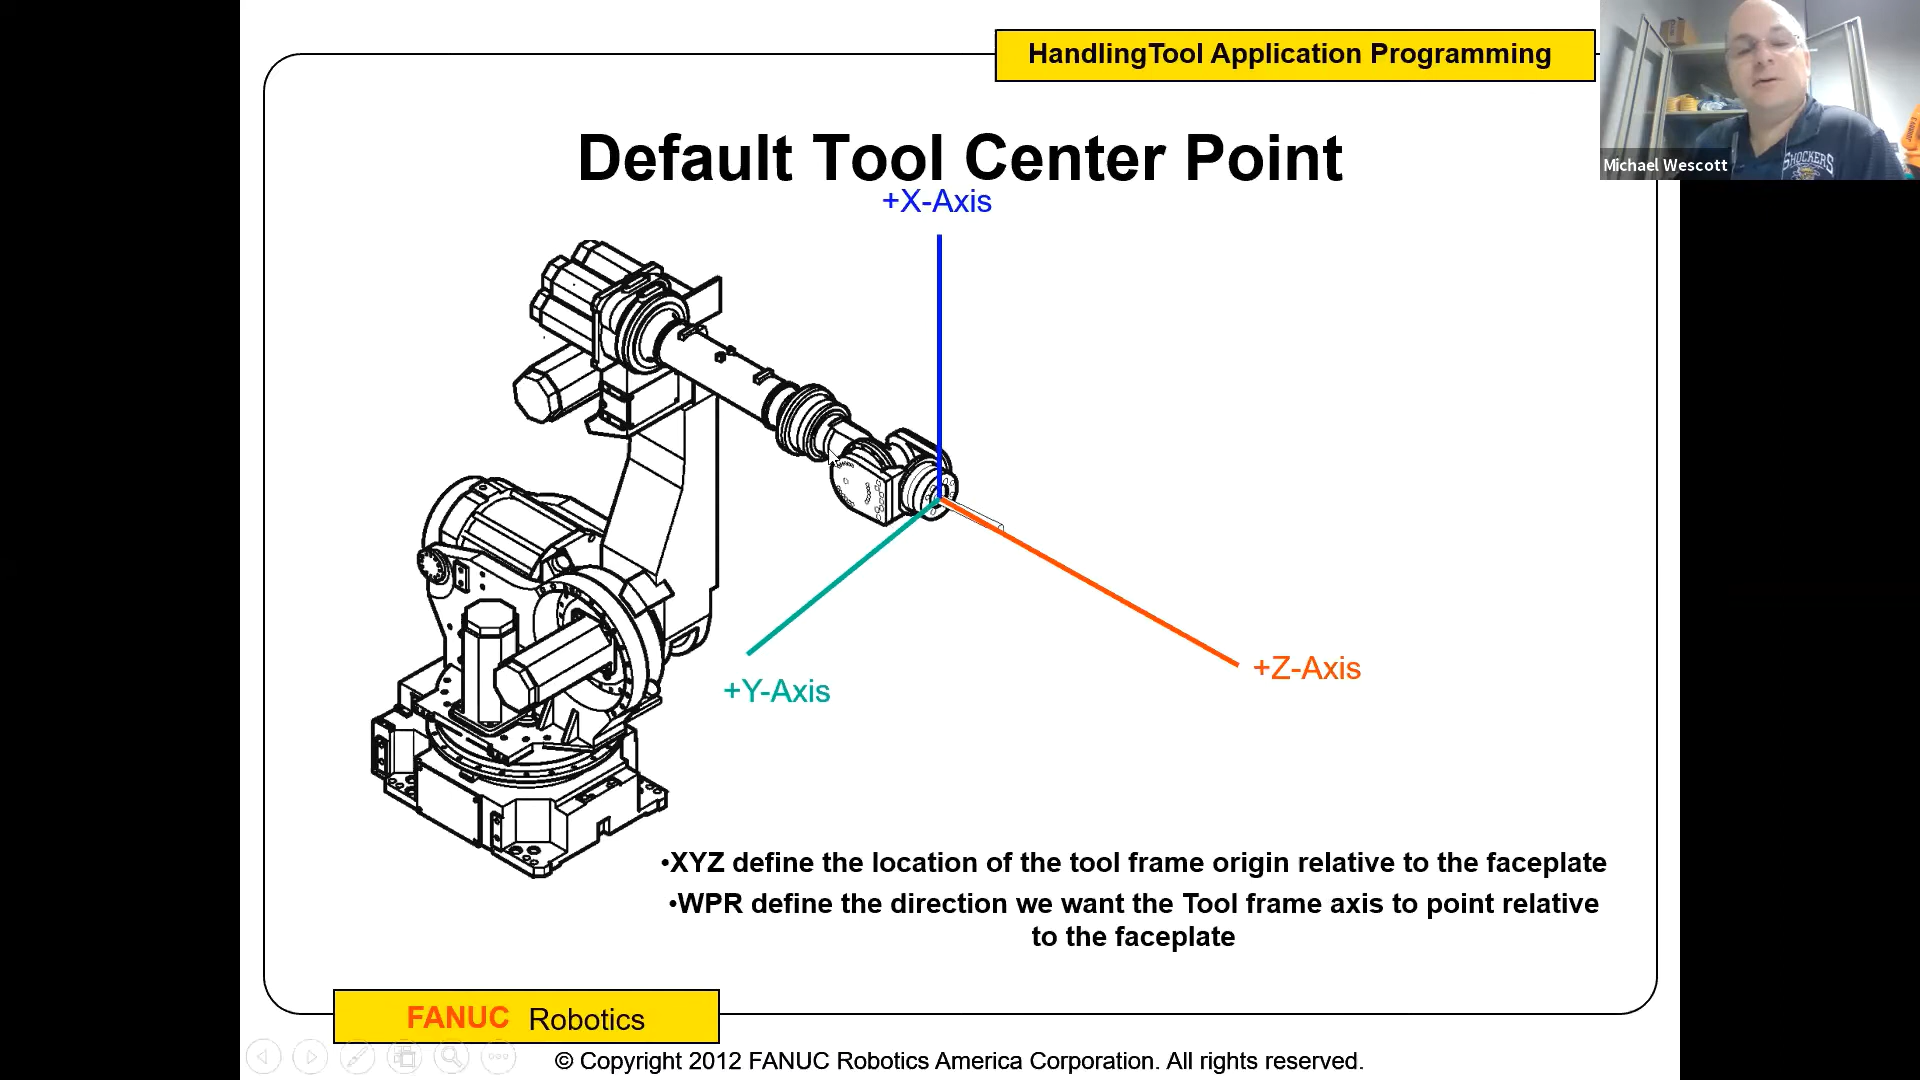 HandlingTool Application Programming
Michael Wescott
SHOCKERS
Default Tool Center Point
+X-Axis
+Z-Axis
+Y-Axis
•XYZ define the location of the tool frame origin relative to the faceplate
•WPR define the direction we want the Tool frame axis to point relative
to the faceplate
FANUC Robotics
© Copyright 2012 FANUC Robotics America Corporation. All rights reserved.